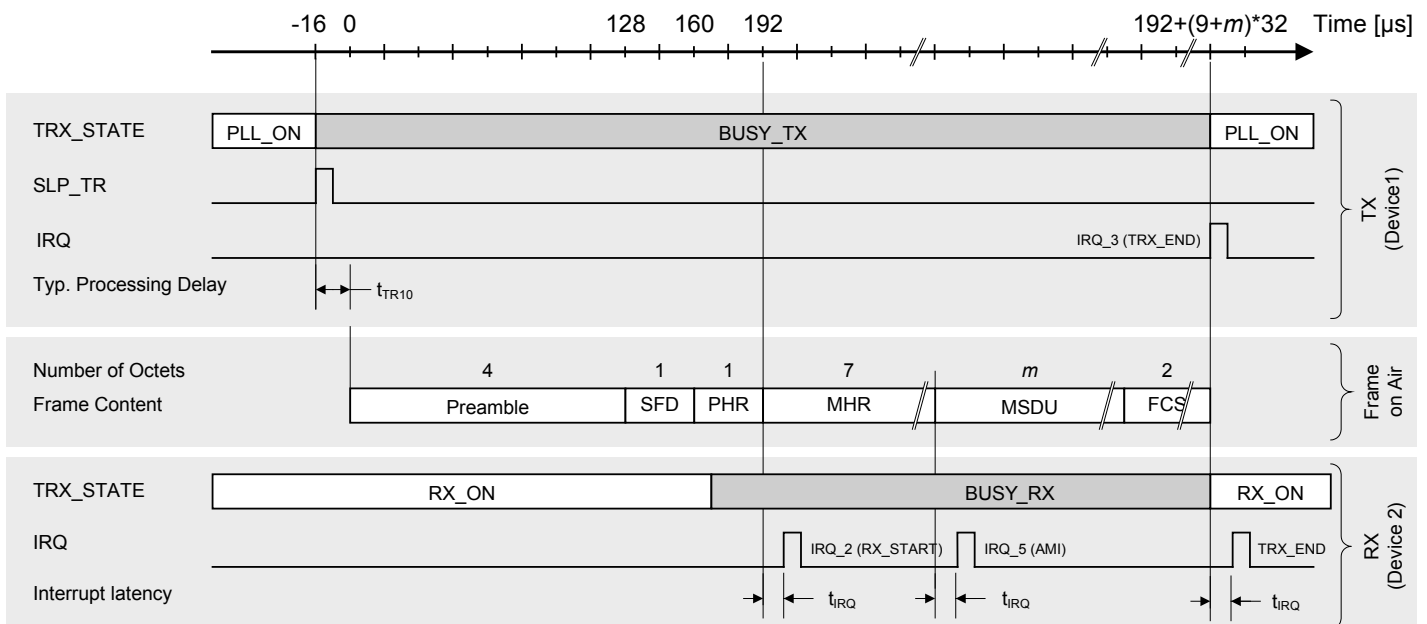 -16 0 128 160 192 192+(9+m)*32 Time [µs]
TRX_STATE PLL_ON BUSY_TX PLL_ON
SLP_TR
IRQ IRQ_3 (TRX_END)
Typ. Processing Delay tTR10
TX
(Device1)
Number of Octets 4 1 1 7 m 2
Frame Content Preamble SFD PHR MHR MSDU FCS
Frame
on Air
TRX_STATE RX_ON BUSY_RX RX_ON
IRQ IRQ_2 (RX_START) IRQ_5 (AMI) TRX_END
Interrupt latency tIRQ tIRQ tIRQ
RX
(Device 2)